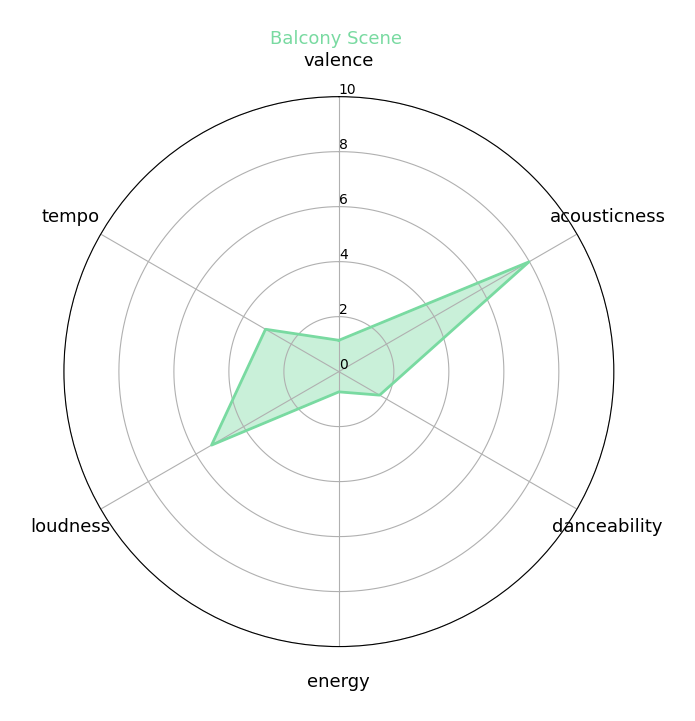 Balcony Scene
valence
10
8
tempo
6
acousticness
4
2
0
loudness
danceability
energy